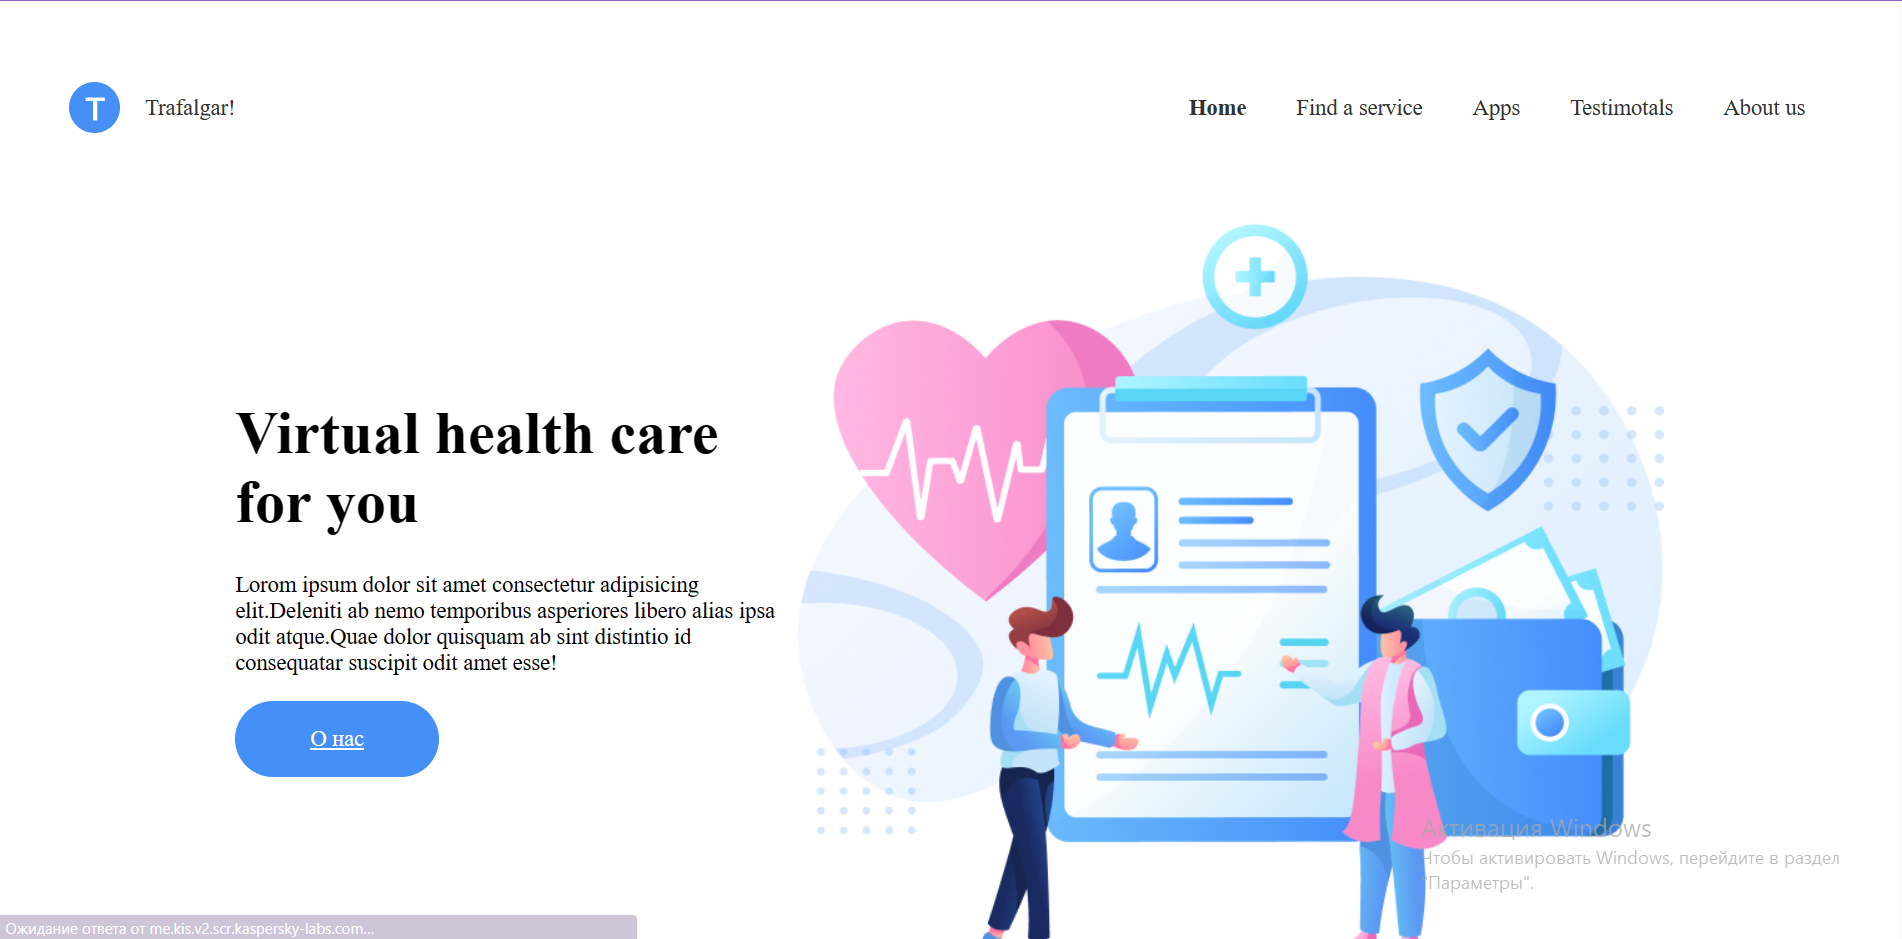 T Trafalgar! Home Find a service Apps Testimotals About us
Virtual health care
for you
Lorom ipsum dolor sit amet consectetur adipisicing
elit.Deleniti ab nemo temporibus asperiores libero alias ipsa
odit atque.Quae dolor quisquam ab sint distintio id
consequatar suscipit odit amet esse!
О нас
Активация Windows
Чтобы активировать Windows, перейдите в раздел
"Параметры".
Ожидание ответа от me.kis.v2.scr.kaspersky-labs.com...